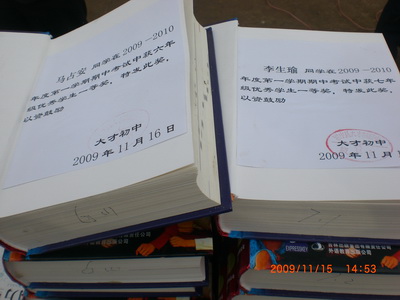 马占安 同学在2009-2010
年度第一学期期中考试中获六年
级优秀学生一等奖，特发此奖，
以资鼓励
大才初中
2009年11月16日
李生瑜 同学在2009-2010
年度第一学期期中考试中获七年
级优秀学生一等奖，特发此奖，
以资鼓励
大才初中
2009年11月16
2009/11/15 14:53